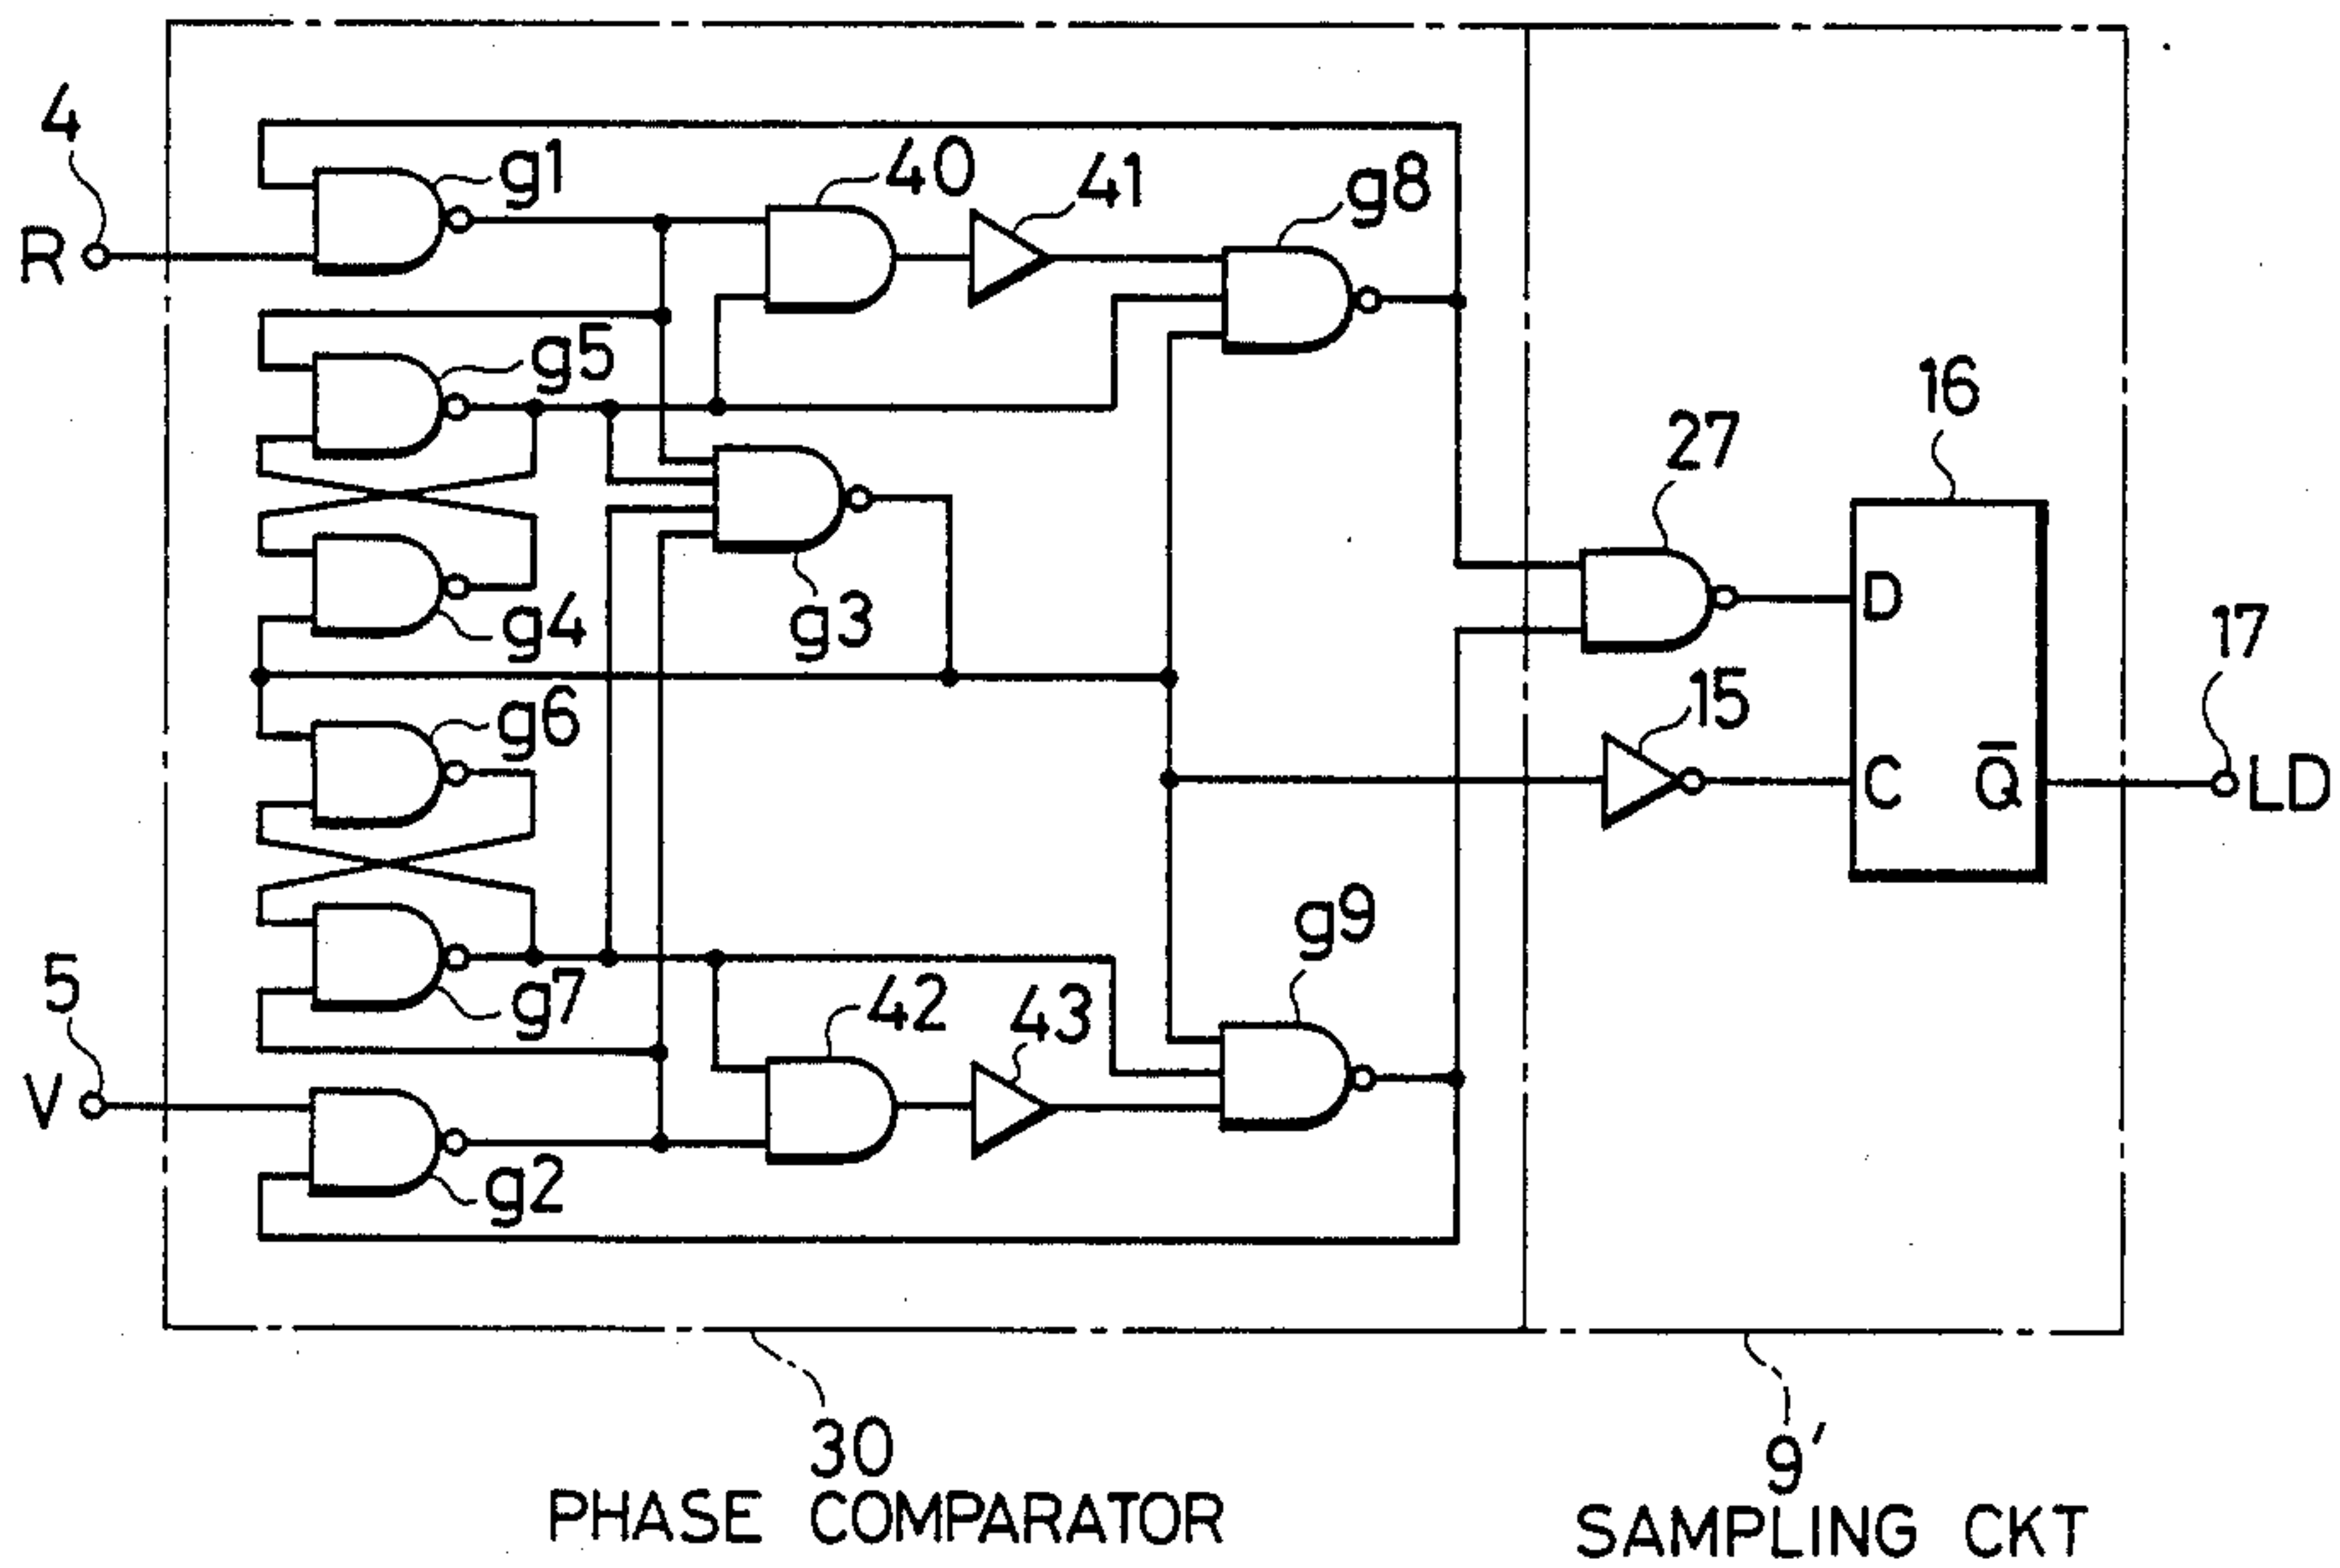 4
R
g1
40
41
g8
g5
16
27
g3
g4
D
17
15
g6
C
Q̅
LD
g9
5
g7
42
43
V
g2
30
PHASE COMPARATOR
9′
SAMPLING CKT